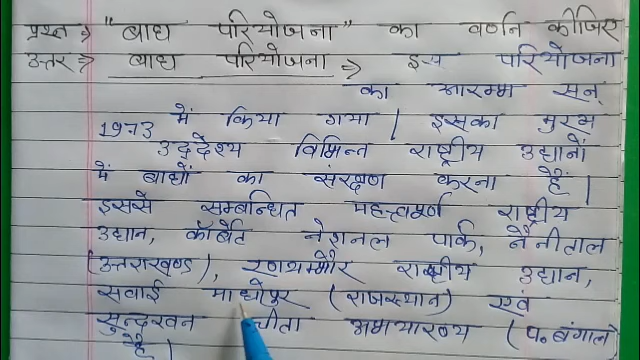 प्रश्न ⇒ "बाघ परियोजना" का वर्णन कीजिए
उत्तर ⇒ बाघ परियोजना ⇒ इस परियोजना
का आरम्भ सन्
1973 में किया गया | इसका मुख्य
उद्देश्य विभिन्न राष्ट्रीय उद्यानों
में बाघों का संरक्षण करना है |
इससे सम्बन्धित महत्वपूर्ण राष्ट्रीय
उद्यान, कॉर्बेट नेशनल पार्क, नैनीताल
(उत्तराखण्ड), रणथम्भौर राष्ट्रीय उद्यान,
सवाई माधोपुर (राजस्थान) एवं
सुन्दरवन चीता अभयारण्य (प. बंगाल)
है |